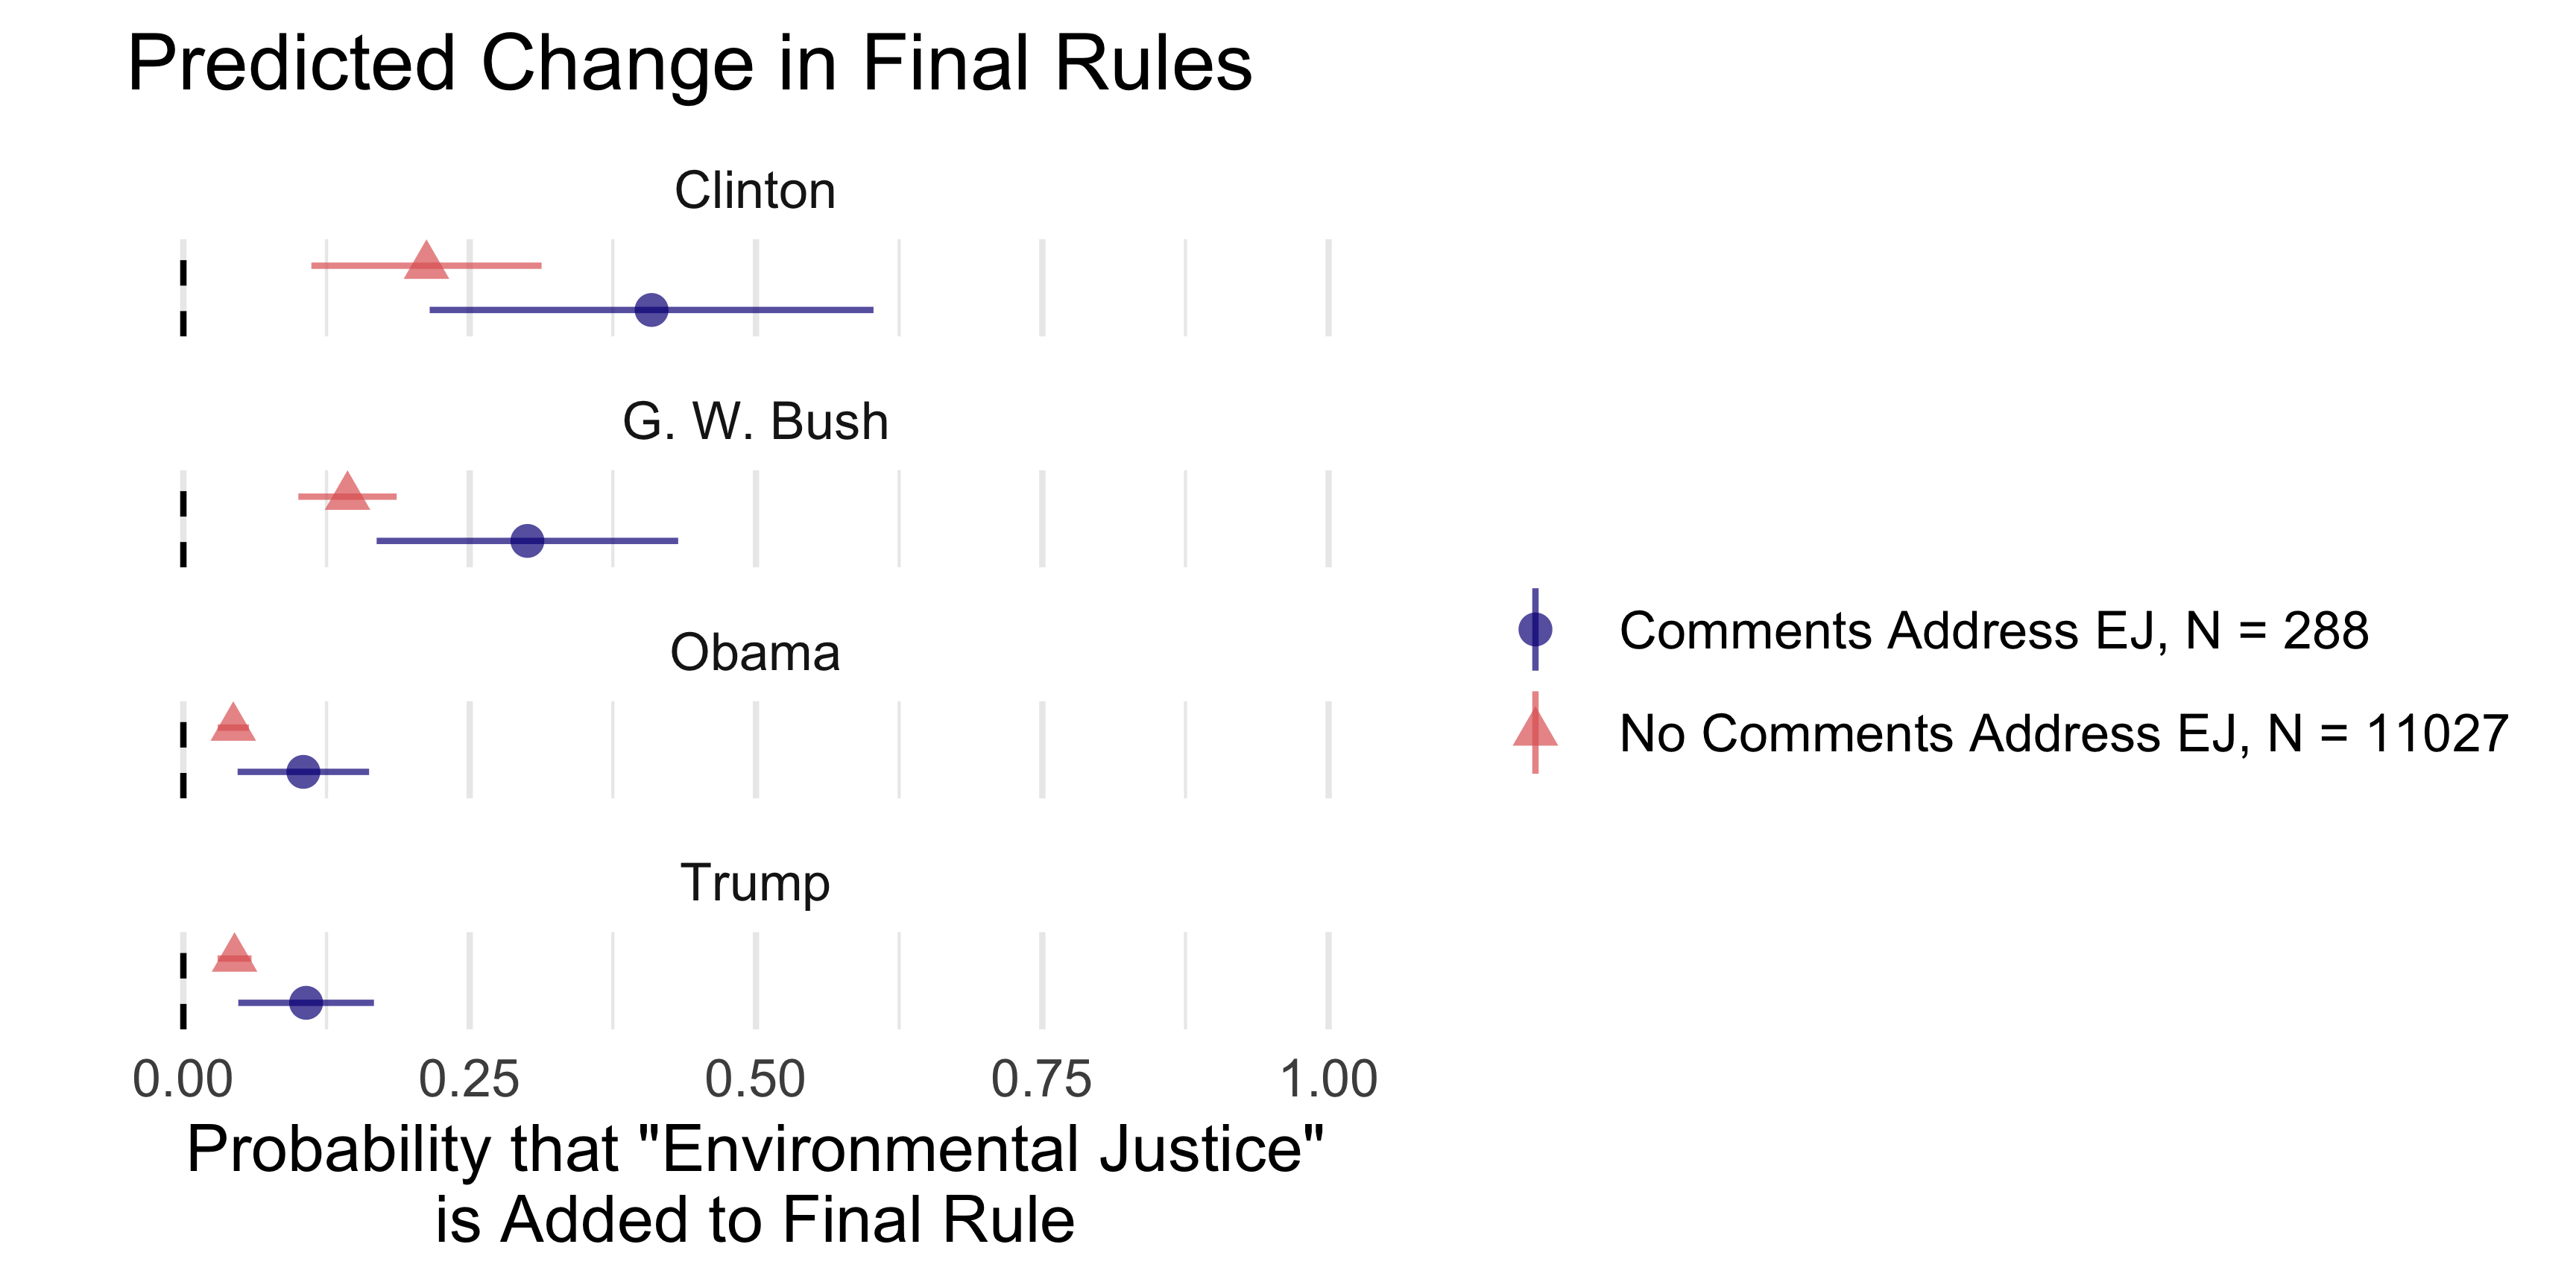 Predicted Change in Final Rules
Clinton
G. W. Bush
Obama
Trump
0.00 0.25 0.50 0.75 1.00
Probability that "Environmental Justice"
is Added to Final Rule
Comments Address EJ, N = 288
No Comments Address EJ, N = 11027